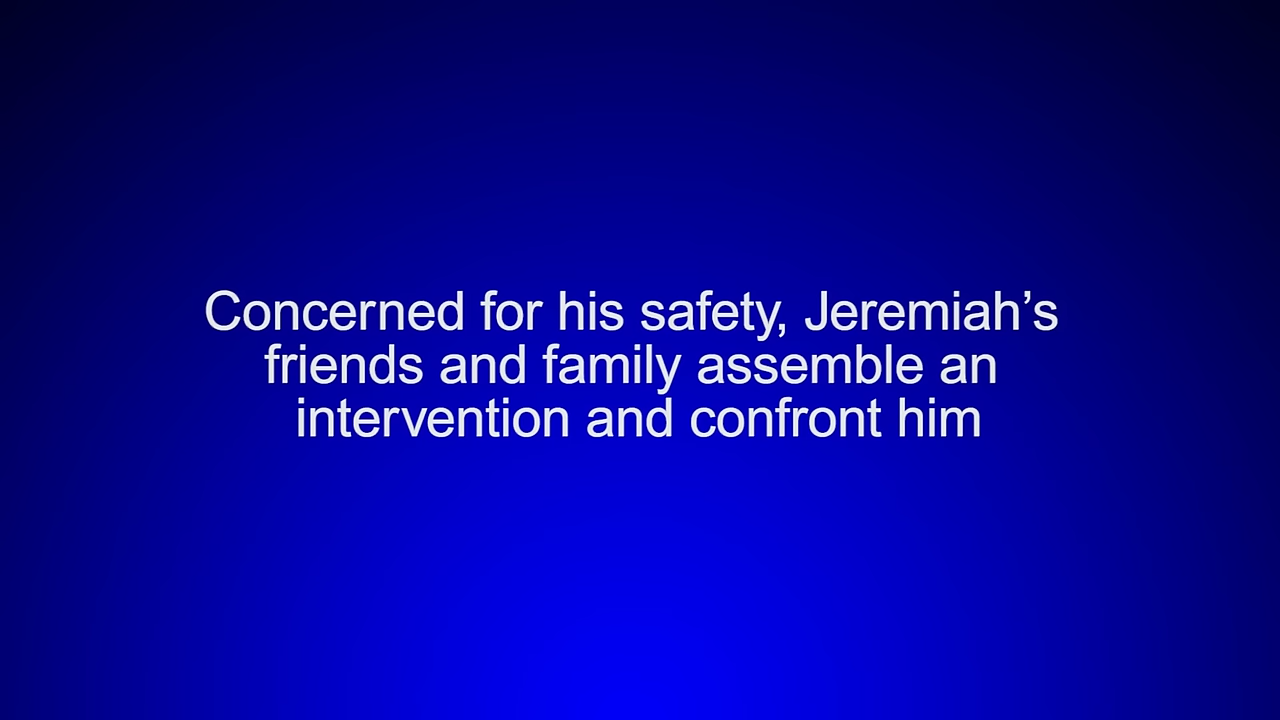 Concerned for his safety, Jeremiah’s
friends and family assemble an
intervention and confront him